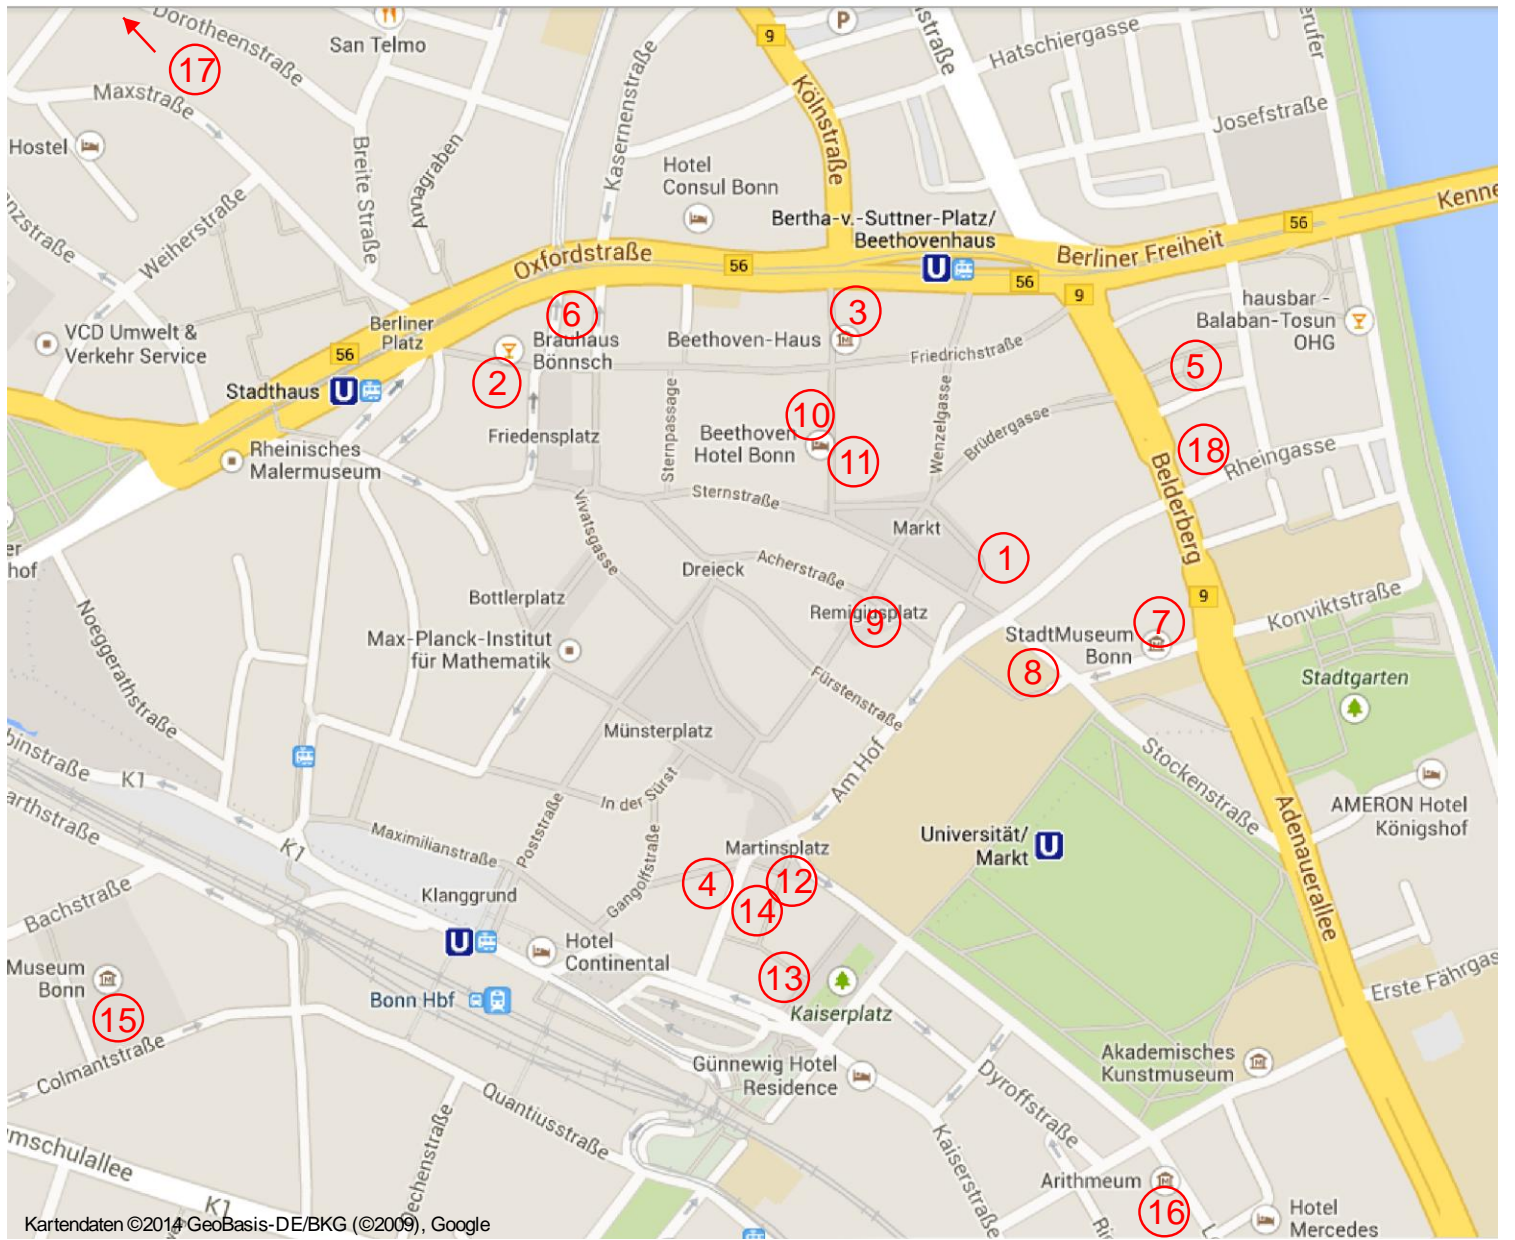 Dorotheenstraße
San Telmo
9
P
Hatschiergasse
17
Maxstraße
Kölnstraße
Kasernenstraße
Josefstraße
Hostel
Breite Straße
Annagraben
Hotel
Consul Bonn
Kenne
Weiherstraße
Bertha-v.-Suttner-Platz/
Beethovenhaus
U
56
Berliner Freiheit
Oxfordstraße
56
56
9
hausbar -
Balaban-Tosun
OHG
3
6
Berliner
Platz
VCD Umwelt &
Verkehr Service
56
Brauhaus
Bönnsch
2
Beethoven-Haus
Friedrichstraße
5
Stadthaus
U
Sternpassage
Wenzelgasse
10
Brüdergasse
Friedensplatz
Beethoven
Hotel Bonn
11
18
Rheingasse
Rheinisches
Malermuseum
Belderberg
Sternstraße
Vivatsgasse
Markt
1
Acherstraße
Dreieck
er
hof
Bottlerplatz
Remigiusplatz
9
9
7
Konviktstraße
Noeggerathstraße
Max-Planck-Institut
für Mathematik
StadtMuseum
Bonn
8
Stadtgarten
Fürstenstraße
Münsterplatz
Stockenstraße
K1
Am Hof
In der Sürst
AMERON Hotel
Königshof
Poststraße
Maximilianstraße
K1
Adenauerallee
Universität/
Markt
U
Martinsplatz
Gangolfstraße
4
12
14
Klanggrund
Bachstraße
U
Hotel
Continental
Museum
Bonn
15
13
Bonn Hbf
Kaiserplatz
Erste Fährgas
Colmantstraße
Günnewig Hotel
Residence
Akademisches
Kunstmuseum
Dyroffstraße
Quantiusstraße
Kaiserstraße
mschulallee
K1
Arithmeum
16
Hotel
Mercedes
Kartendaten ©2014 GeoBasis-DE/BKG (©2009), Google